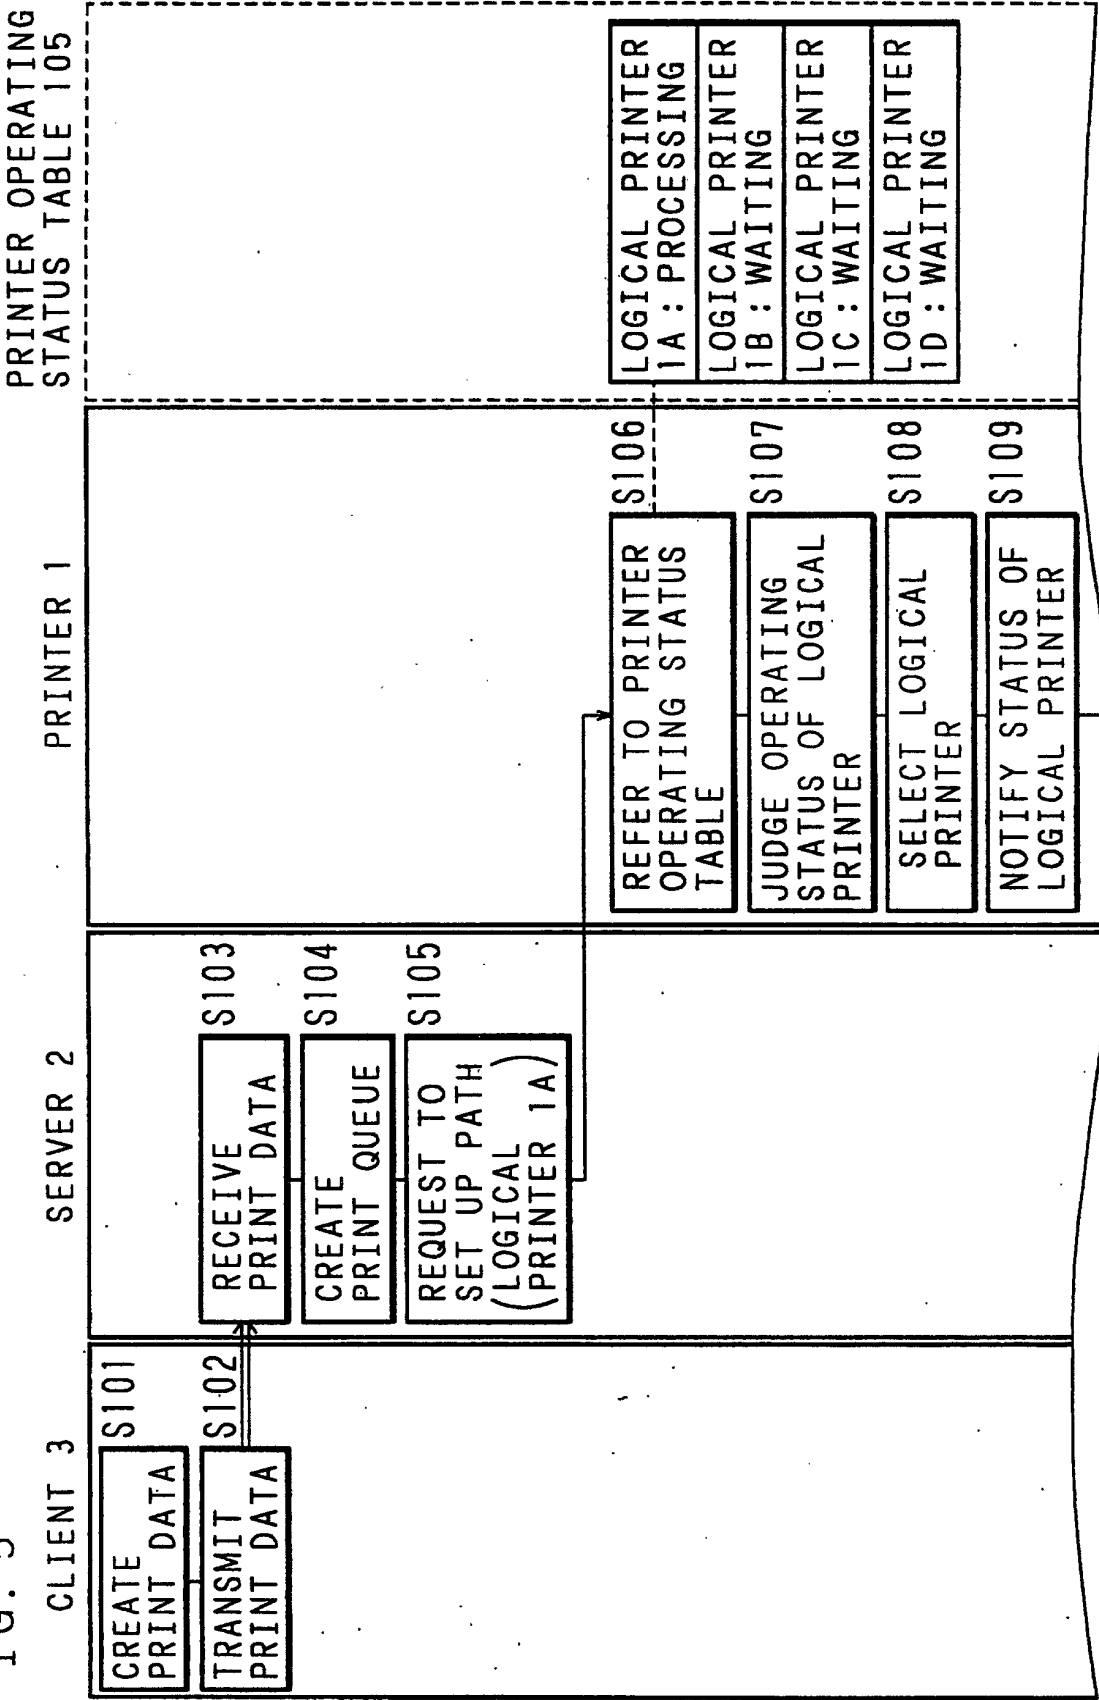 CLIENT 3
CREATE
PRINT DATA
S101
TRANSMIT
PRINT DATA
S102
SERVER 2
RECEIVE
PRINT DATA
S103
CREATE
PRINT QUEUE
S104
REQUEST TO
SET UP PATH
(LOGICAL
PRINTER 1A)
S105
PRINTER 1
REFER TO PRINTER
OPERATING STATUS
TABLE
S106
JUDGE OPERATING
STATUS OF LOGICAL
PRINTER
S107
SELECT LOGICAL
PRINTER
S108
NOTIFY STATUS OF
LOGICAL PRINTER
S109
PRINTER OPERATING
STATUS TABLE 105
LOGICAL PRINTER
1A : PROCESSING
LOGICAL PRINTER
1B : WAITING
LOGICAL PRINTER
1C : WAITING
LOGICAL PRINTER
1D : WAITING